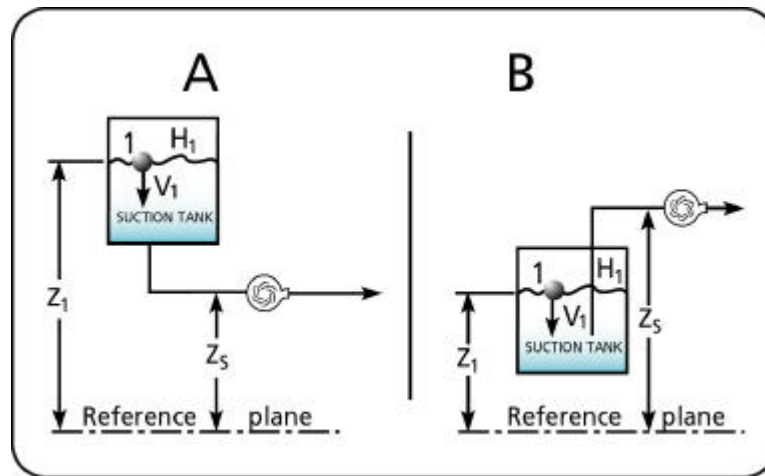 A
B
1 H₁
V₁
SUCTION TANK
Z₁
Zₛ
Reference plane
1 H₁
V₁
SUCTION TANK
Z₁
Zₛ
Reference plane